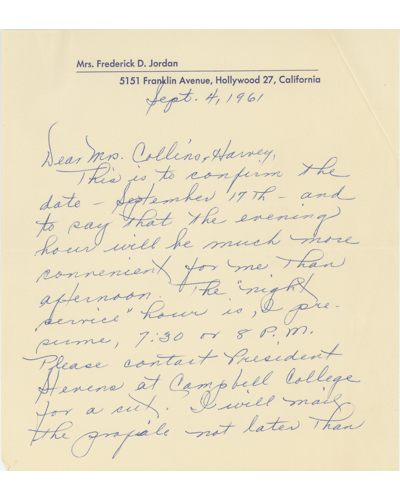 Mrs. Frederick D. Jordan
5151 Franklin Avenue, Hollywood 27, California
Sept. 4, 1961
Dear Mrs. Collins-Harvey,
This is to confirm the
date - September 17th - and
to say that the evening
hour will be much more
convenient for me than
afternoon. The "night
service" hour is, I pre-
sume, 7:30 or 8 P.M.
Please contact President
Stevens at Campbell College
for a cut. I will mail
the profile not later than